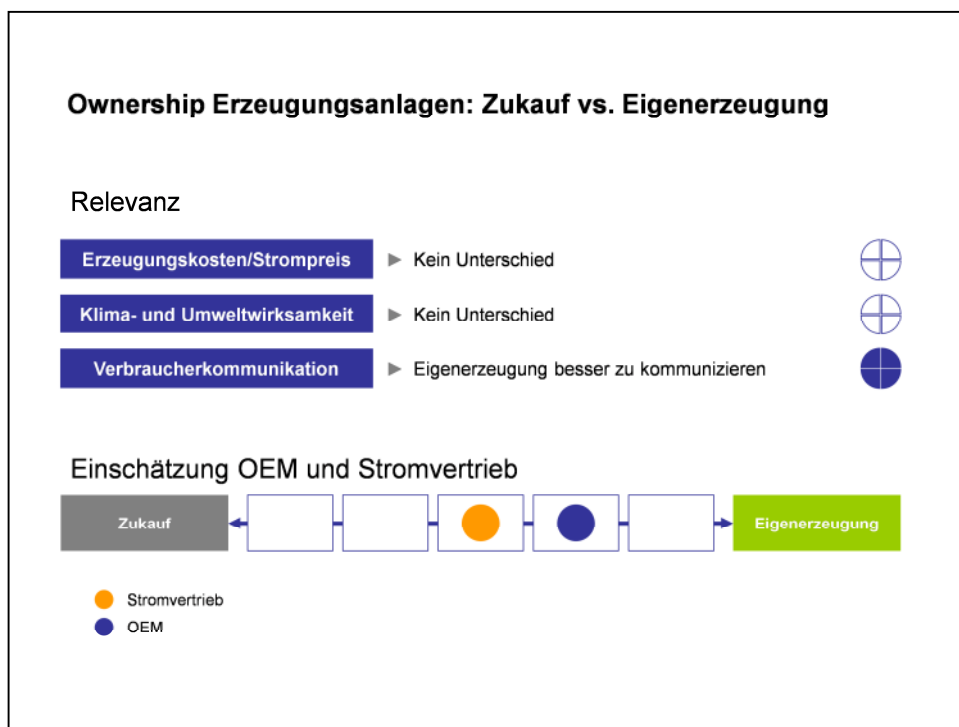 Ownership Erzeugungsanlagen: Zukauf vs. Eigenerzeugung
Relevanz
Erzeugungskosten/Strompreis Kein Unterschied
Klima- und Umweltwirksamkeit Kein Unterschied
Verbraucherkommunikation Eigenerzeugung besser zu kommunizieren
Einschätzung OEM und Stromvertrieb
Zukauf Eigenerzeugung
Stromvertrieb
OEM